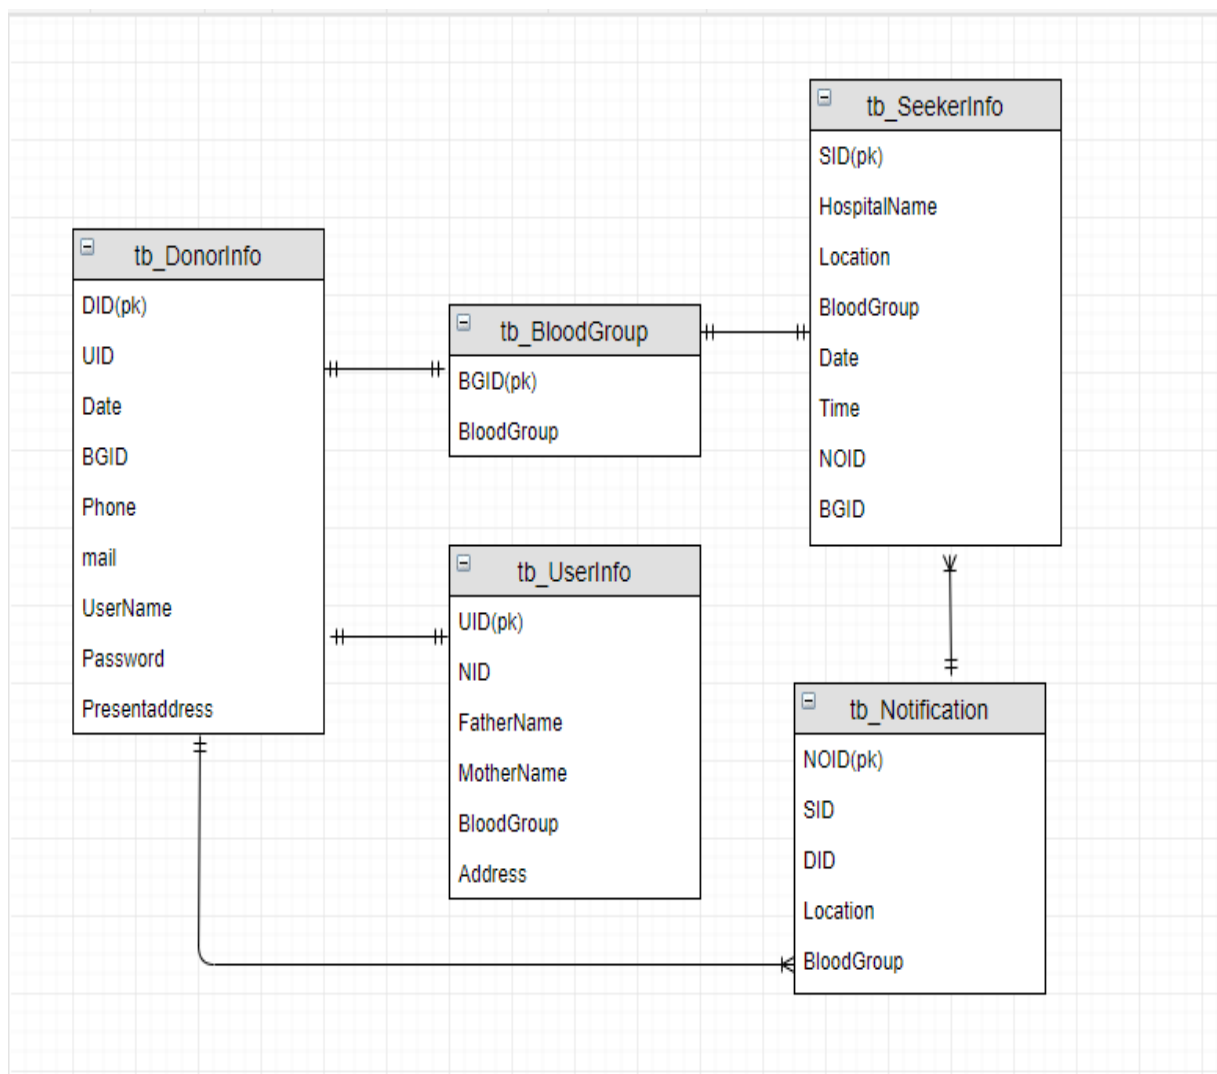 tb_SeekerInfo
SID(pk)
HospitalName
Location
BloodGroup
Date
Time
NOID
BGID
tb_DonorInfo
DID(pk)
UID
Date
BGID
Phone
mail
UserName
Password
Presentaddress
tb_BloodGroup
BGID(pk)
BloodGroup
tb_UserInfo
UID(pk)
NID
FatherName
MotherName
BloodGroup
Address
tb_Notification
NOID(pk)
SID
DID
Location
BloodGroup